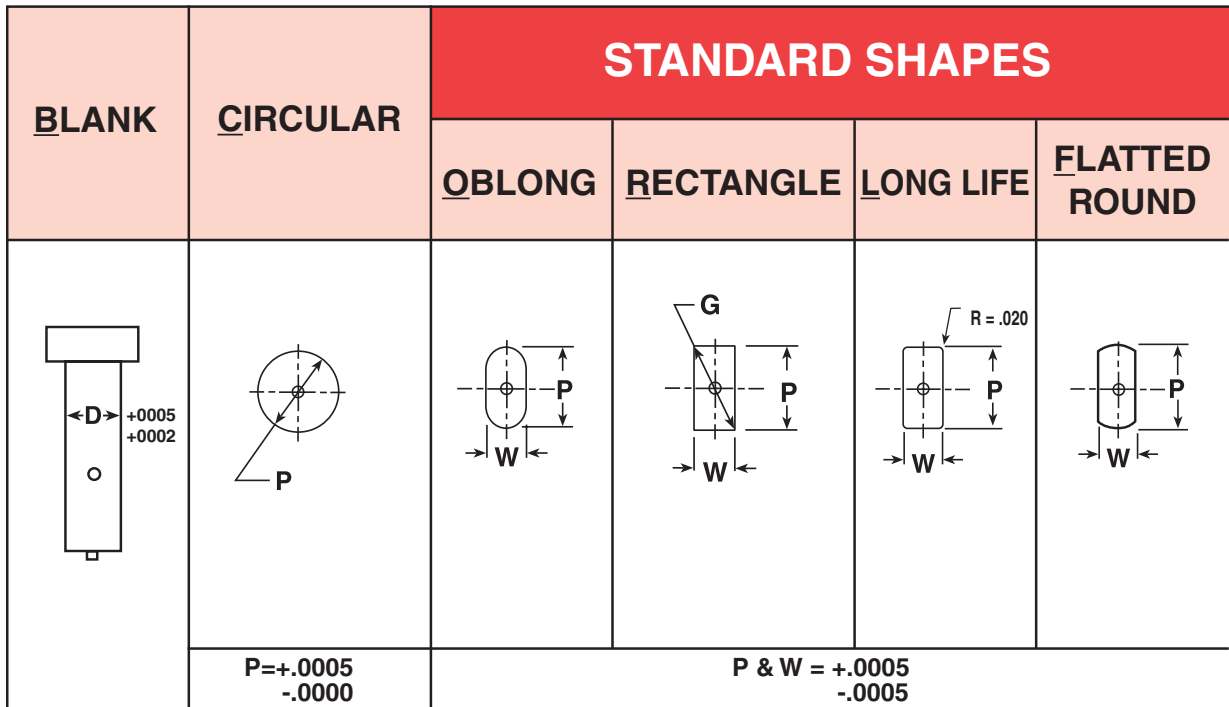 BLANK
CIRCULAR
STANDARD SHAPES
OBLONG
RECTANGLE
LONG LIFE
FLATTED
ROUND
D
+0005
+0002
P
P
W
G
P
W
R = .020
P
W
P
W
P=+.0005
-.0000
P & W = +.0005
-.0005